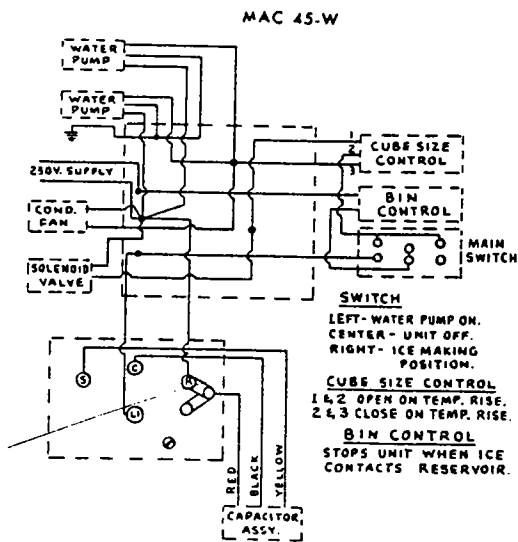 MAC 45-W
WATER
PUMP
WATER
PUMP
230V. SUPPLY
COND.
FAN
SOLENOID
VALVE
1
2
3
CUBE SIZE
CONTROL
BIN
CONTROL
MAIN
SWITCH
SWITCH
LEFT-WATER PUMP ON.
CENTER- UNIT OFF.
RIGHT- ICE MAKING
POSITION.
CUBE SIZE CONTROL
1 & 2 OPEN ON TEMP. RISE.
2 & 3 CLOSE ON TEMP. RISE.
BIN CONTROL
STOPS UNIT WHEN ICE
CONTACTS RESERVOIR.
S
C
R
L1
RED
BLACK
YELLOW
CAPACITOR
ASSY.